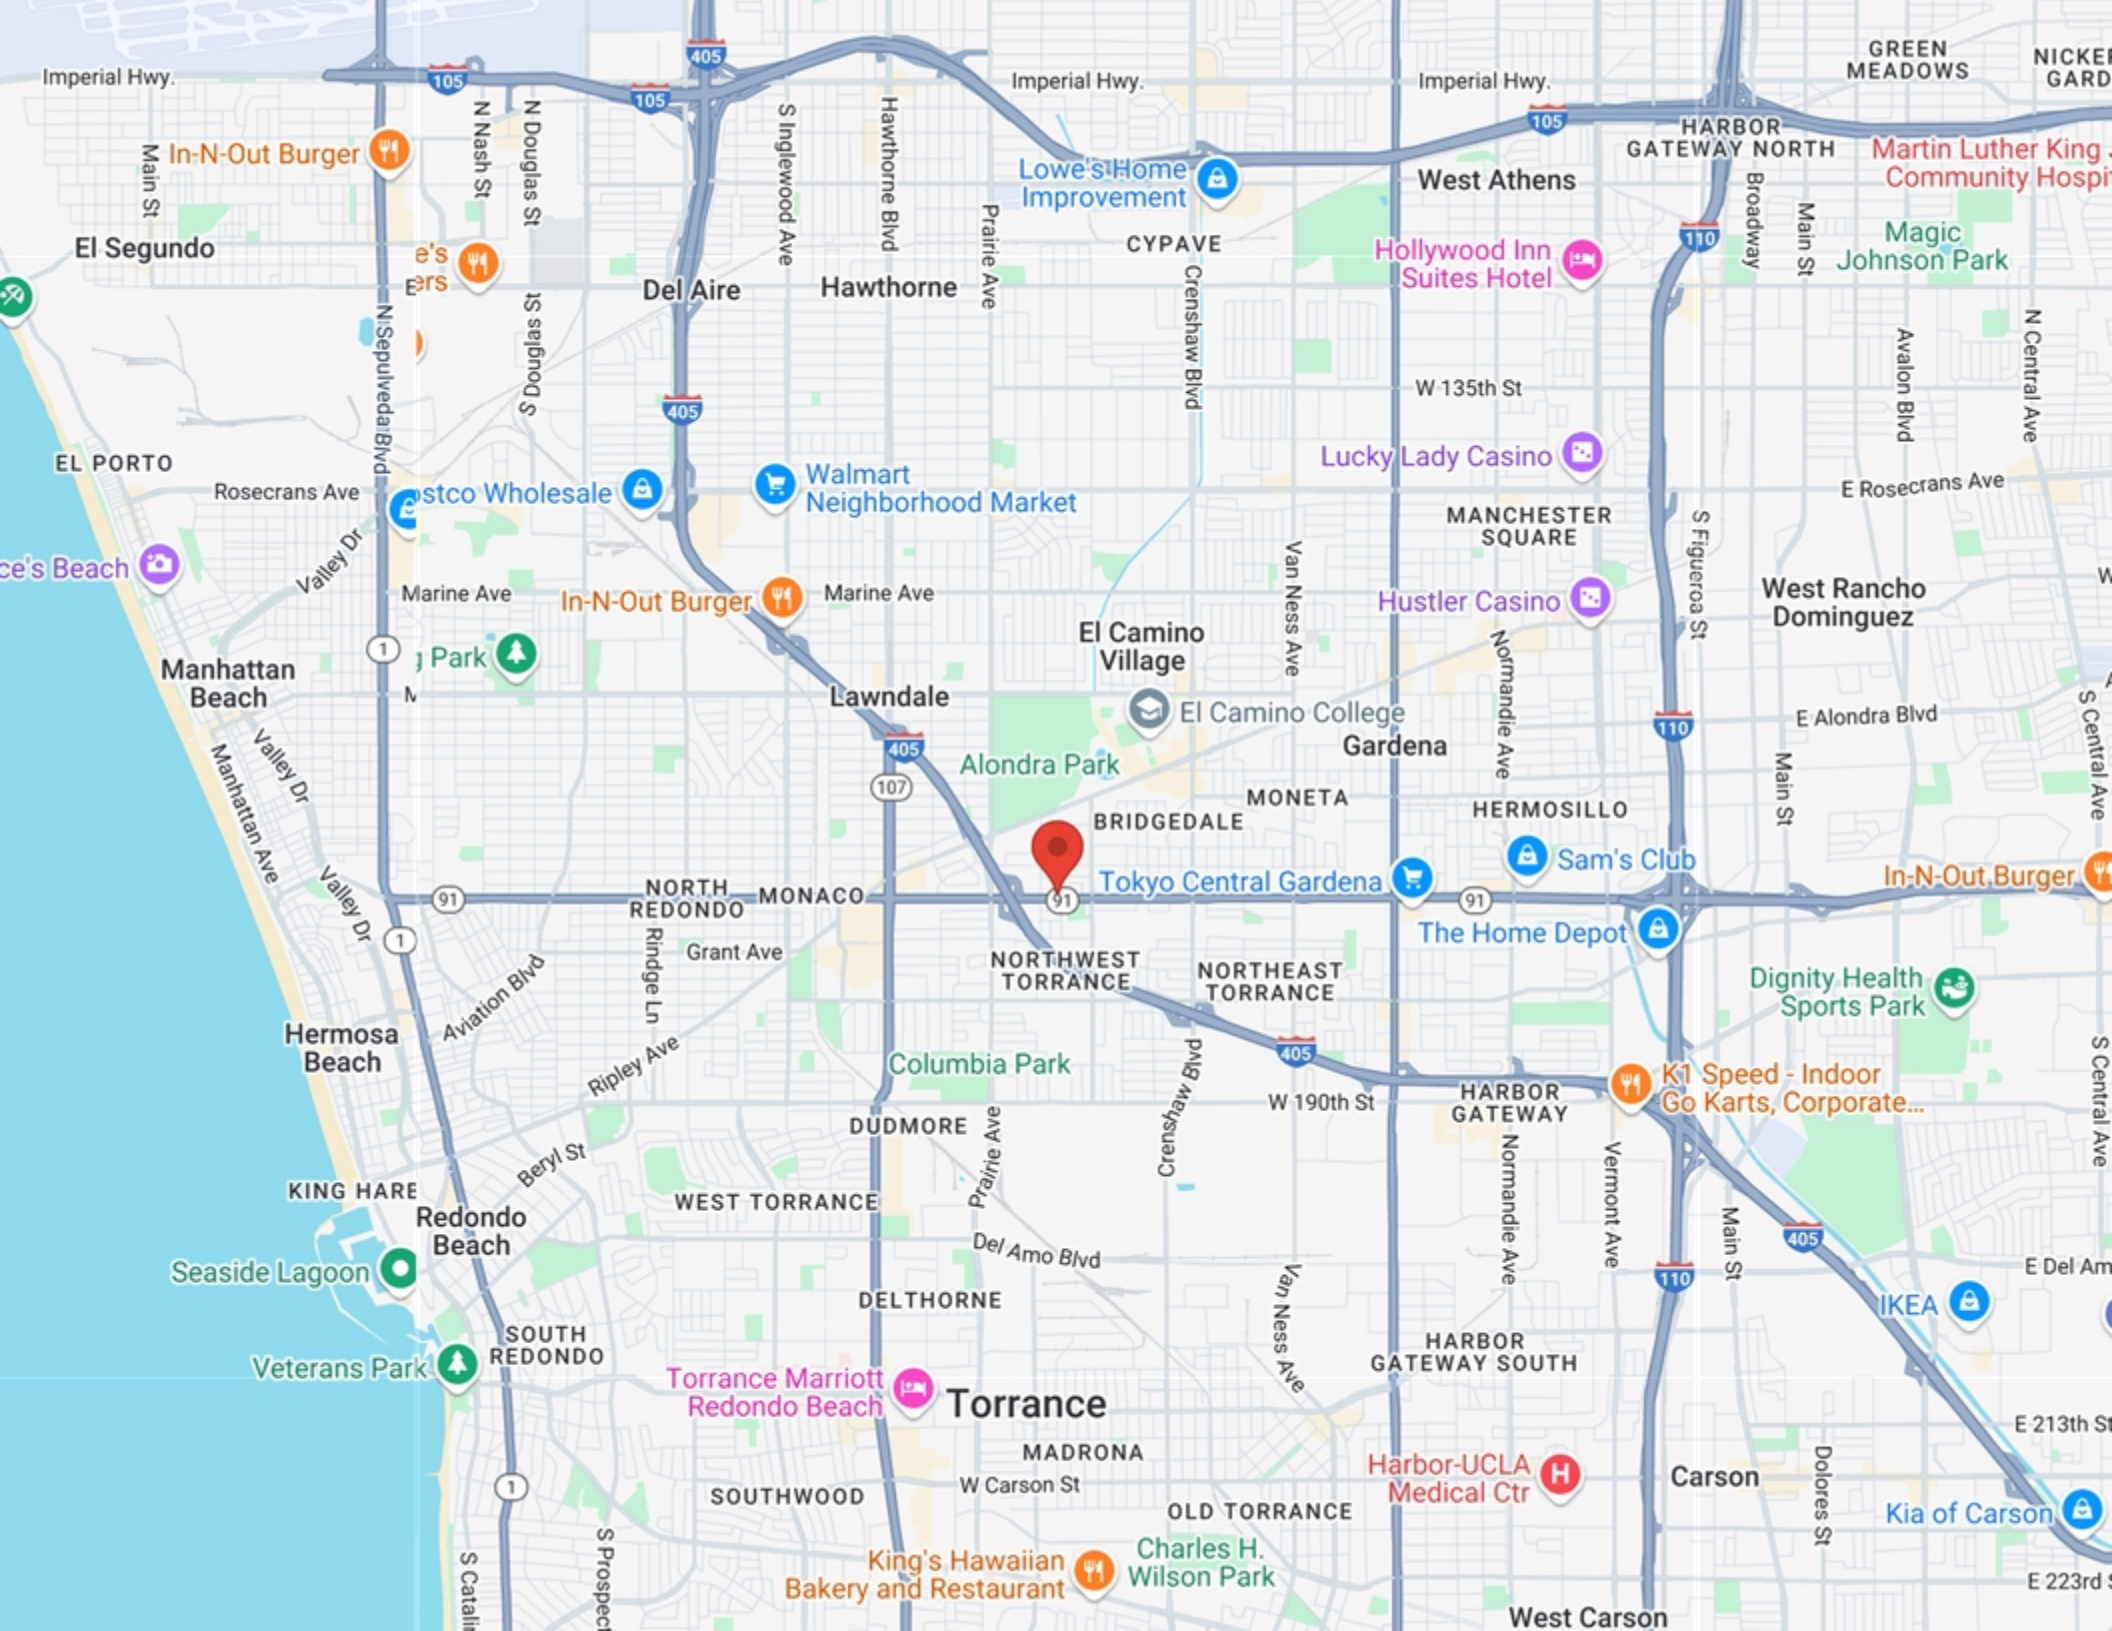 405
GREEN
MEADOWS
Imperial Hwy.
105
Imperial Hwy.
Imperial Hwy.
105
105
HARBOR
GATEWAY NORTH
In-N-Out Burger
Main St
N Nash St
N Douglas St
S Inglewood Ave
Hawthorne Blvd
Lowe's Home
Improvement
West Athens
Martin Luther King
Community
El Segundo
Prairie Ave
CYPAVE
Hollywood Inn
Suites Hotel
110
Broadway
Main St
Magic
Johnson Park
e's
ers
E
Del Aire
Hawthorne
N Sepulveda Blvd
S Douglas St
Crenshaw Blvd
Avalon Blvd
N Central Ave
W 135th St
405
EL PORTO
Lucky Lady Casino
Rosecrans Ave
ostco Wholesale
Walmart
Neighborhood Market
E Rosecrans Ave
MANCHESTER
SQUARE
Valley Dr
ce's Beach
Marine Ave
In-N-Out Burger
Marine Ave
Van Ness Ave
Hustler Casino
S Figueroa St
West Rancho
Dominguez
W
1
g Park
El Camino
Village
Normandie Ave
Manhattan
Beach
M
Lawndale
El Camino College
110
E Alondra Blvd
S Central Ave
405
Gardena
Valley Dr
Manhattan Ave
107
Alondra Park
MONETA
HERMOSILLO
Main St
BRIDGEDALE
Sam's Club
Valley Dr
91
NORTH
REDONDO
MONACO
91
Tokyo Central Gardena
91
In-N-Out Burger
1
The Home Depot
Rindge Ln
Grant Ave
NORTHWEST
TORRANCE
NORTHEAST
TORRANCE
Dignity Health
Sports Park
Aviation Blvd
Hermosa
Beach
Ripley Ave
Columbia Park
Crenshaw Blvd
405
K1 Speed - Indoor
Go Karts, Corporate...
S Central Ave
W 190th St
HARBOR
GATEWAY
DUDMORE
Prairie Ave
Beryl St
Normandie Ave
Vermont Ave
KING HARE
WEST TORRANCE
Redondo
Beach
Main St
405
Del Amo Blvd
Seaside Lagoon
110
E Del Am
DELTHORNE
Van Ness Ave
IKEA
SOUTH
REDONDO
HARBOR
GATEWAY SOUTH
Veterans Park
Torrance Marriott
Redondo Beach
Torrance
E 213th St
MADRONA
Harbor-UCLA
Medical Ctr
Carson
Dolores St
1
W Carson St
SOUTHWOOD
OLD TORRANCE
Kia of Carson
S Prospect
King's Hawaiian
Bakery and Restaurant
Charles H.
Wilson Park
S Catali
E 223rd
West Carson